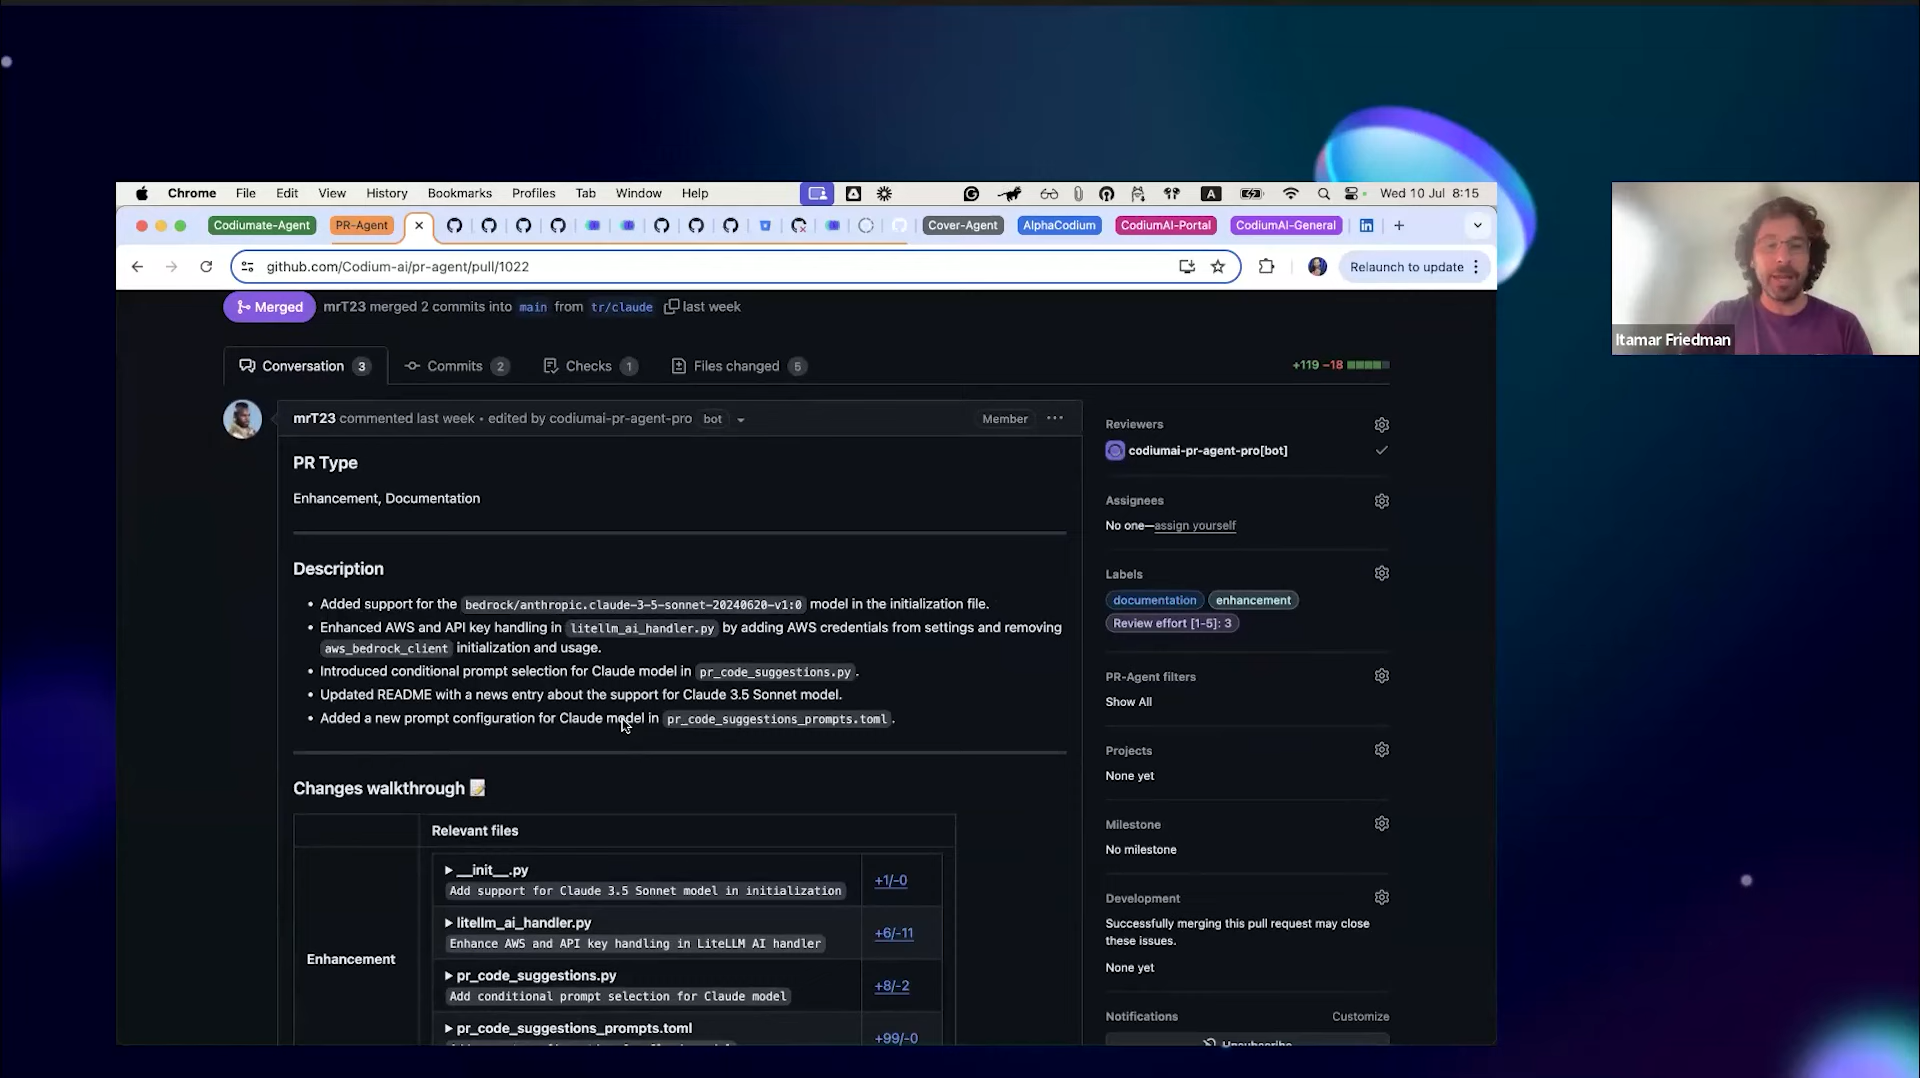 Chrome File Edit View History Bookmarks Profiles Tab Window Help A Wed 10 Jul 8:15
Codiumate-Agent PR-Agent Cover-Agent AlphaCodium CodiumAI-Portal CodiumAI-General
github.com/Codium-ai/pr-agent/pull/1022 Relaunch to update
Merged mrT23 merged 2 commits into main from tr/claude last week
Conversation 3 Commits 2 Checks 1 Files changed 5 +119 −18
mrT23 commented last week • edited by codiumai-pr-agent-pro bot Member
PR Type
Enhancement, Documentation
Description
• Added support for the bedrock/anthropic.claude-3-5-sonnet-20240620-v1:0 model in the initialization file.
• Enhanced AWS and API key handling in litellm_ai_handler.py by adding AWS credentials from settings and removing
aws_bedrock_client initialization and usage.
• Introduced conditional prompt selection for Claude model in pr_code_suggestions.py.
• Updated README with a news entry about the support for Claude 3.5 Sonnet model.
• Added a new prompt configuration for Claude model in pr_code_suggestions_prompts.toml.
Changes walkthrough
Relevant files
Enhancement
__init__.py
Add support for Claude 3.5 Sonnet model in initialization
+1/-0
litellm_ai_handler.py
Enhance AWS and API key handling in LiteLLM AI handler
+6/-11
pr_code_suggestions.py
Add conditional prompt selection for Claude model
+8/-2
pr_code_suggestions_prompts.toml
+99/-0
Reviewers
codiumai-pr-agent-pro[bot]
Assignees
No one—assign yourself
Labels
documentation enhancement
Review effort [1-5]: 3
PR-Agent filters
Show All
Projects
None yet
Milestone
No milestone
Development
Successfully merging this pull request may close
these issues.
None yet
Notifications Customize
Unsubscribe
Itamar Friedman